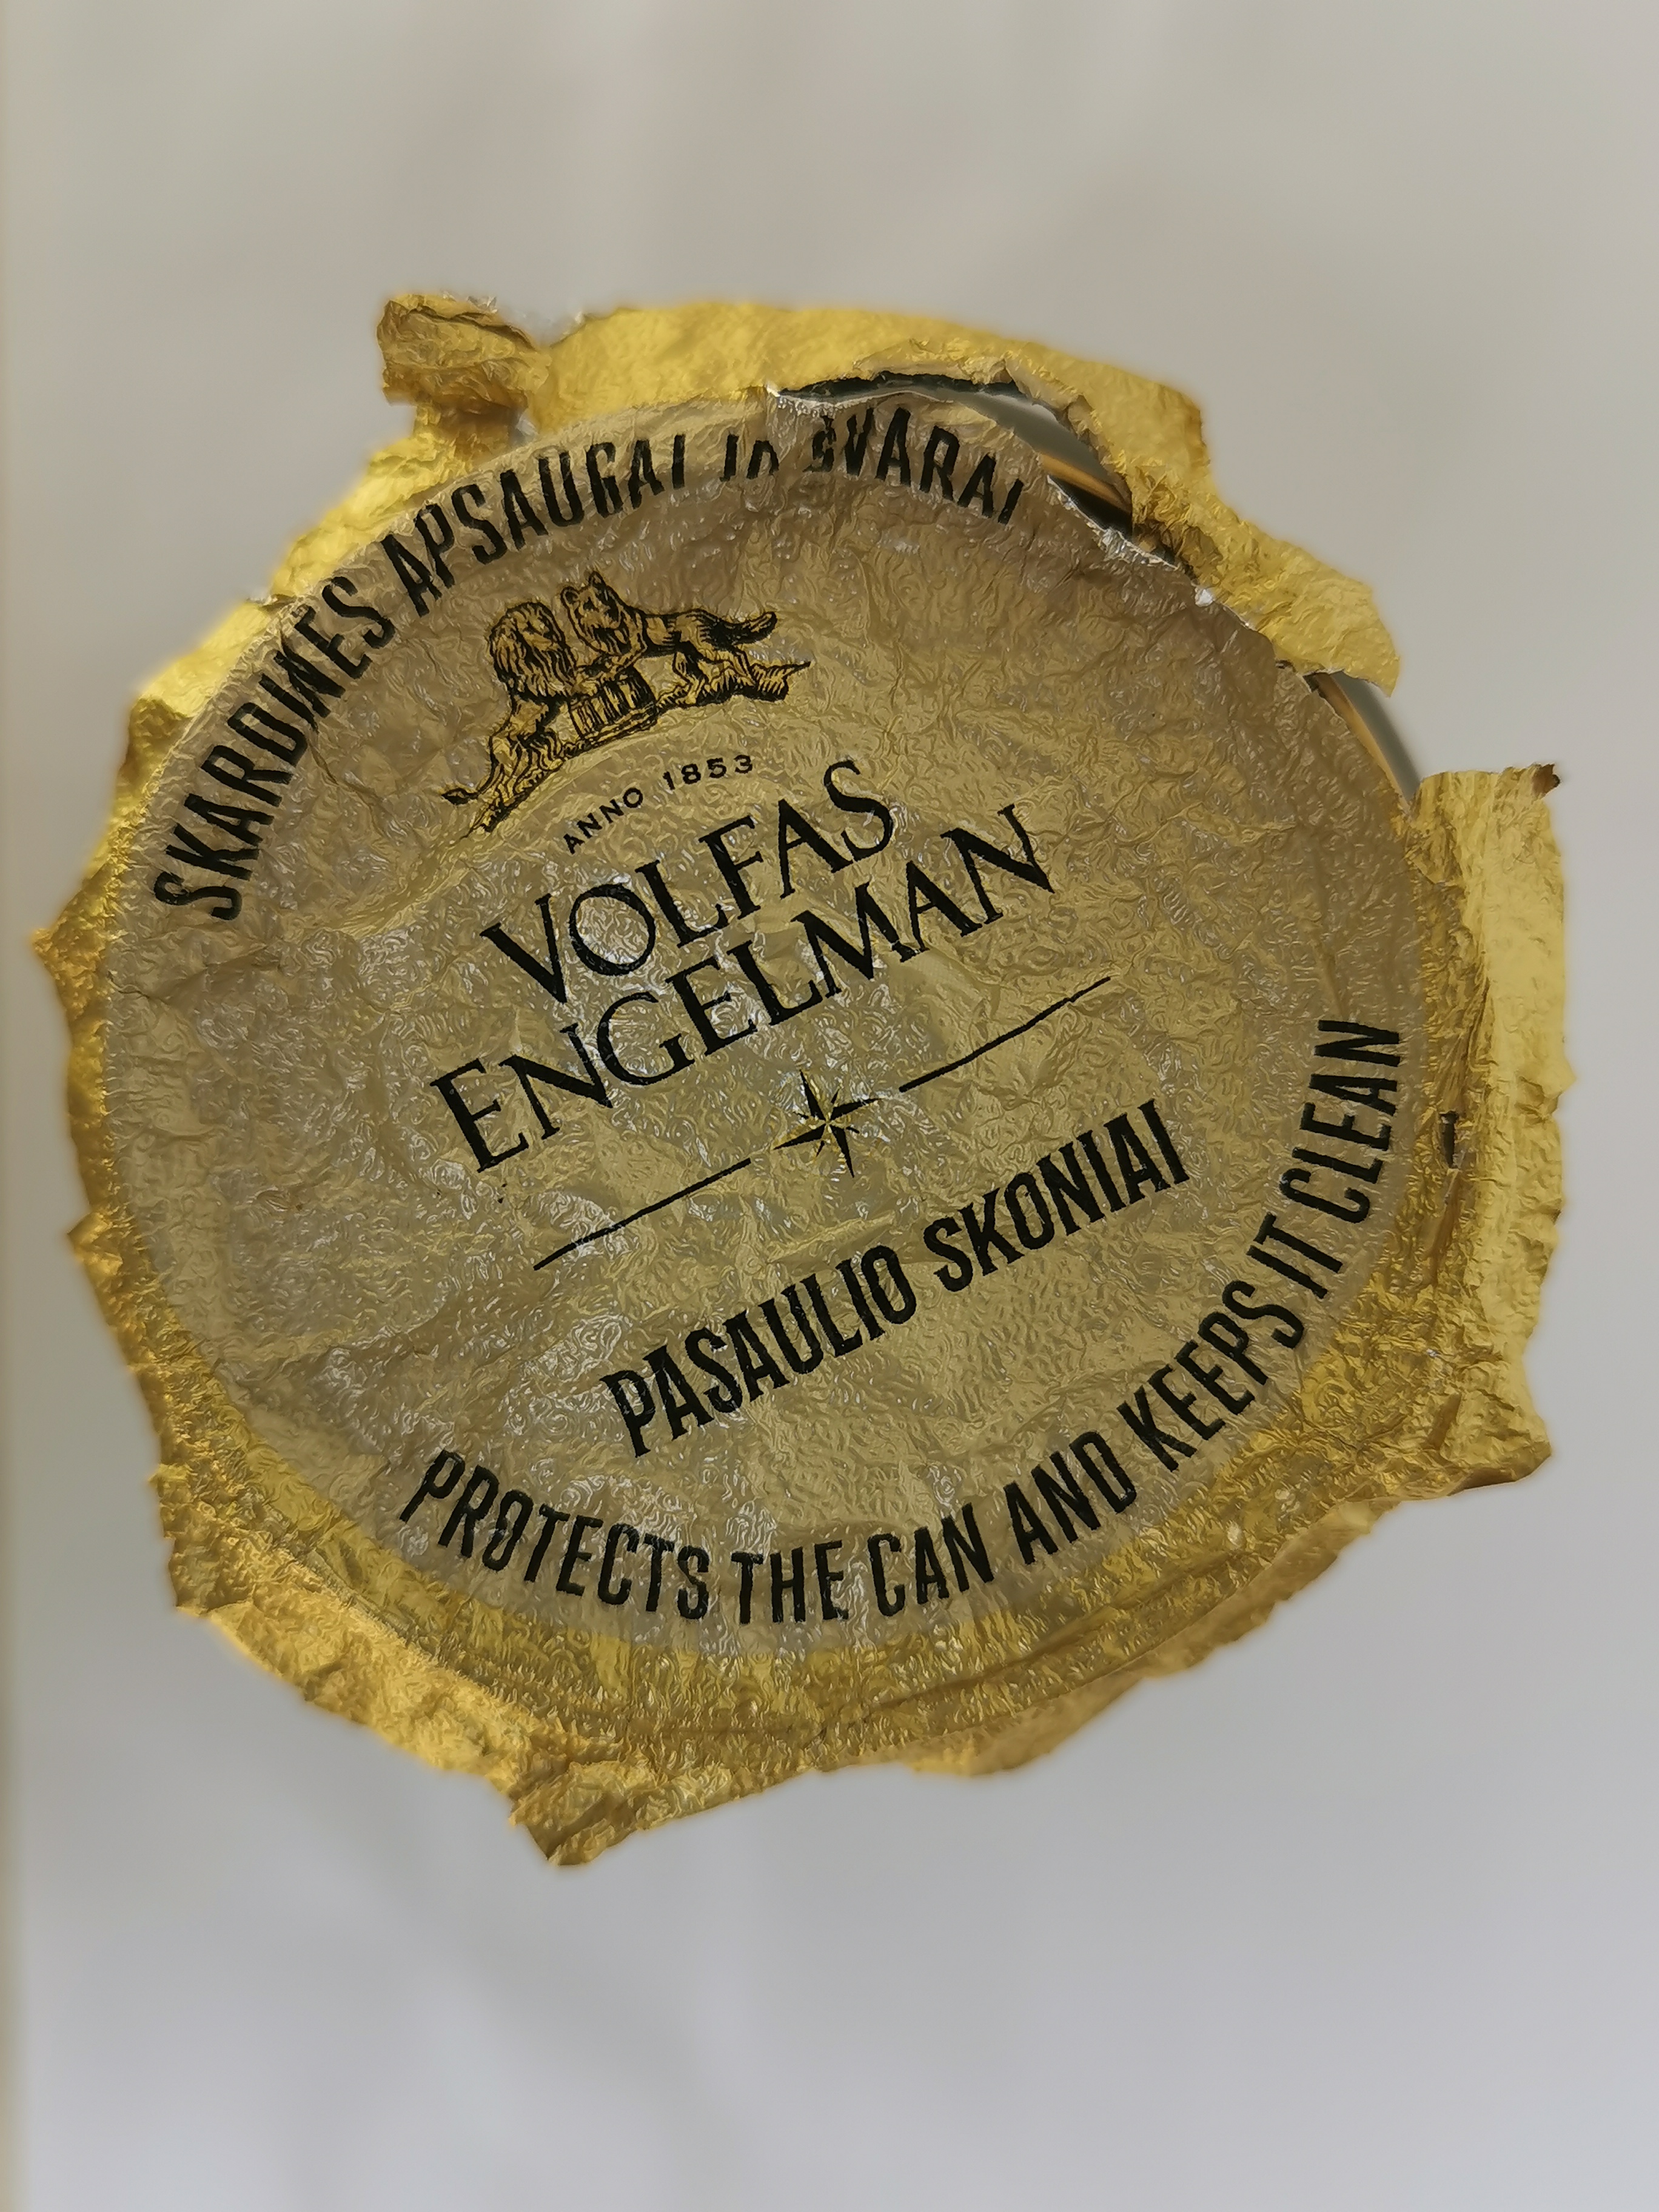 SKARDINĖS APSAUGAI IR ŠVARAI
ANNO 1853
VOLFAS
ENGELMAN
PASAULIO SKONIAI
PROTECTS THE CAN AND KEEPS IT CLEAN